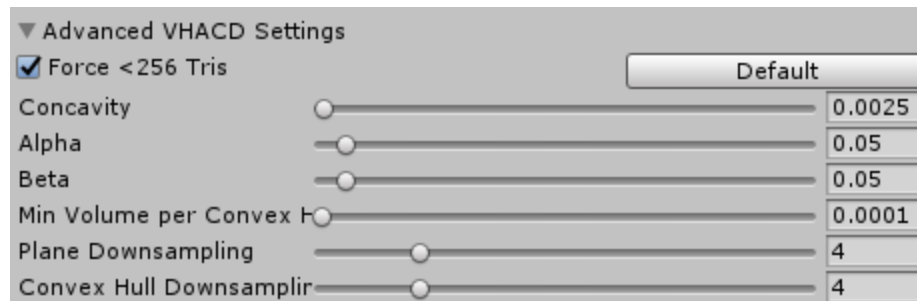 Advanced VHACD Settings
Force <256 Tris Default
Concavity 0.0025
Alpha 0.05
Beta 0.05
Min Volume per Convex H 0.0001
Plane Downsampling 4
Convex Hull Downsamplin 4